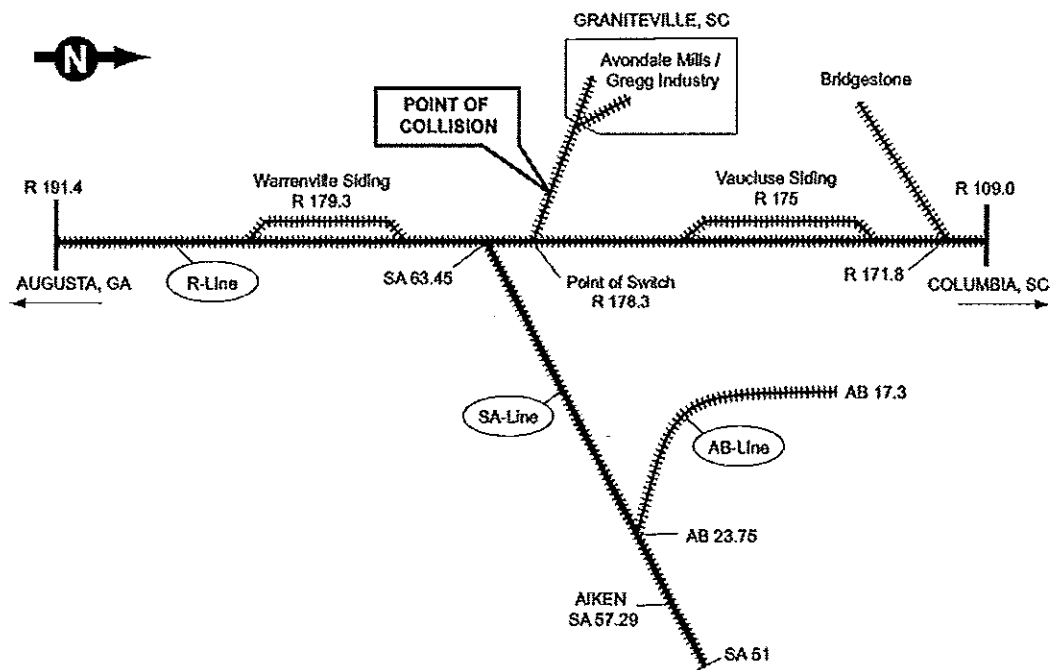 GRANITEVILLE, SC
N
Avondale Mills /
Gregg Industry
Bridgestone
POINT OF
COLLISION
R 191.4
Warrenville Siding
R 179.3
Vaucluse Siding
R 175
R 109.0
SA 63.45
Point of Switch
R 178.3
R 171.8
AUGUSTA, GA
R-Line
COLUMBIA, SC
SA-Line
AB 17.3
AB-Line
AB 23.75
AIKEN
SA 57.29
SA 51